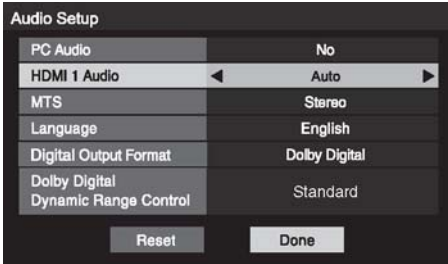 Audio Setup
PC Audio No
HDMI 1 Audio Auto
MTS Stereo
Language English
Digital Output Format Dolby Digital
Dolby Digital
Dynamic Range Control Standard
Reset Done